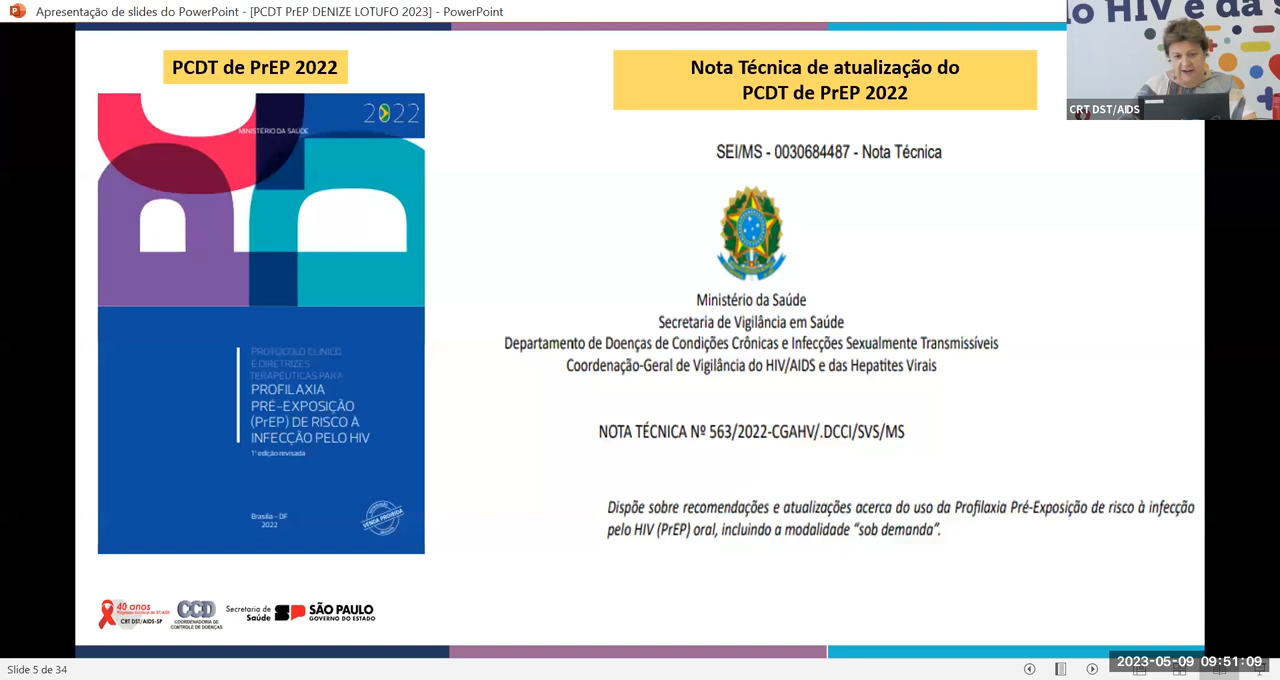 Apresentação de slides do PowerPoint - [PCDT PrEP DENIZE LOTUFO 2023] - PowerPoint
o HIV e da s
CRT DST/AIDS
PCDT de PrEP 2022
Nota Técnica de atualização do
PCDT de PrEP 2022
2022
MINISTÉRIO DA SAÚDE
PROTOCOLO CLÍNICO
E DIRETRIZES
TERAPÊUTICAS PARA
PROFILAXIA
PRÉ-EXPOSIÇÃO
(PrEP) DE RISCO À
INFECÇÃO PELO HIV
1ª edição revisada
Brasília - DF
2022
VENDA PROIBIDA
SEI/MS - 0030684487 - Nota Técnica
Ministério da Saúde
Secretaria de Vigilância em Saúde
Departamento de Doenças de Condições Crônicas e Infecções Sexualmente Transmissíveis
Coordenação-Geral de Vigilância do HIV/AIDS e das Hepatites Virais
NOTA TÉCNICA Nº 563/2022-CGAHV/.DCCI/SVS/MS
Dispõe sobre recomendações e atualizações acerca do uso da Profilaxia Pré-Exposição de risco à infecção
pelo HIV (PrEP) oral, incluindo a modalidade “sob demanda”.
40 anos
CRT DST/AIDS-SP
CCD
COORDENADORIA DE
CONTROLE DE DOENÇAS
Secretaria de
Saúde
SÃO PAULO
GOVERNO DO ESTADO
Slide 5 de 34
2023-05-09 09:51:09